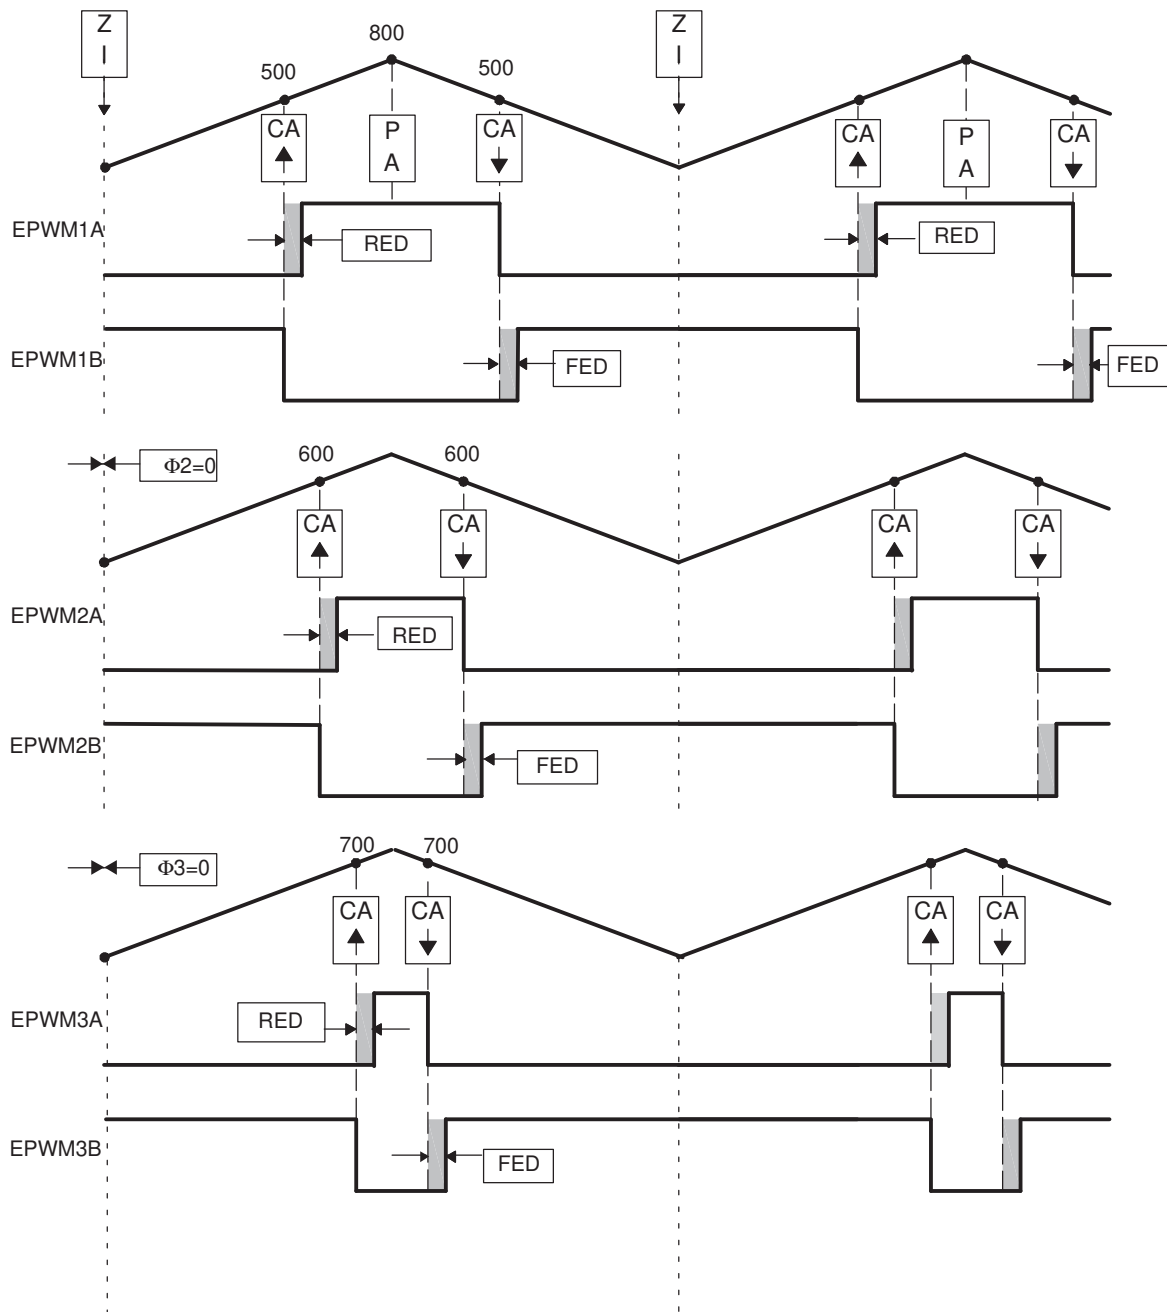 Z
I
800
500
500
Z
I
CA
P
A
CA
CA
P
A
CA
EPWM1A
RED
RED
EPWM1B
FED
FED
Φ2=0
600
600
CA
CA
CA
CA
EPWM2A
RED
EPWM2B
FED
Φ3=0
700
700
CA
CA
CA
CA
EPWM3A
RED
EPWM3B
FED